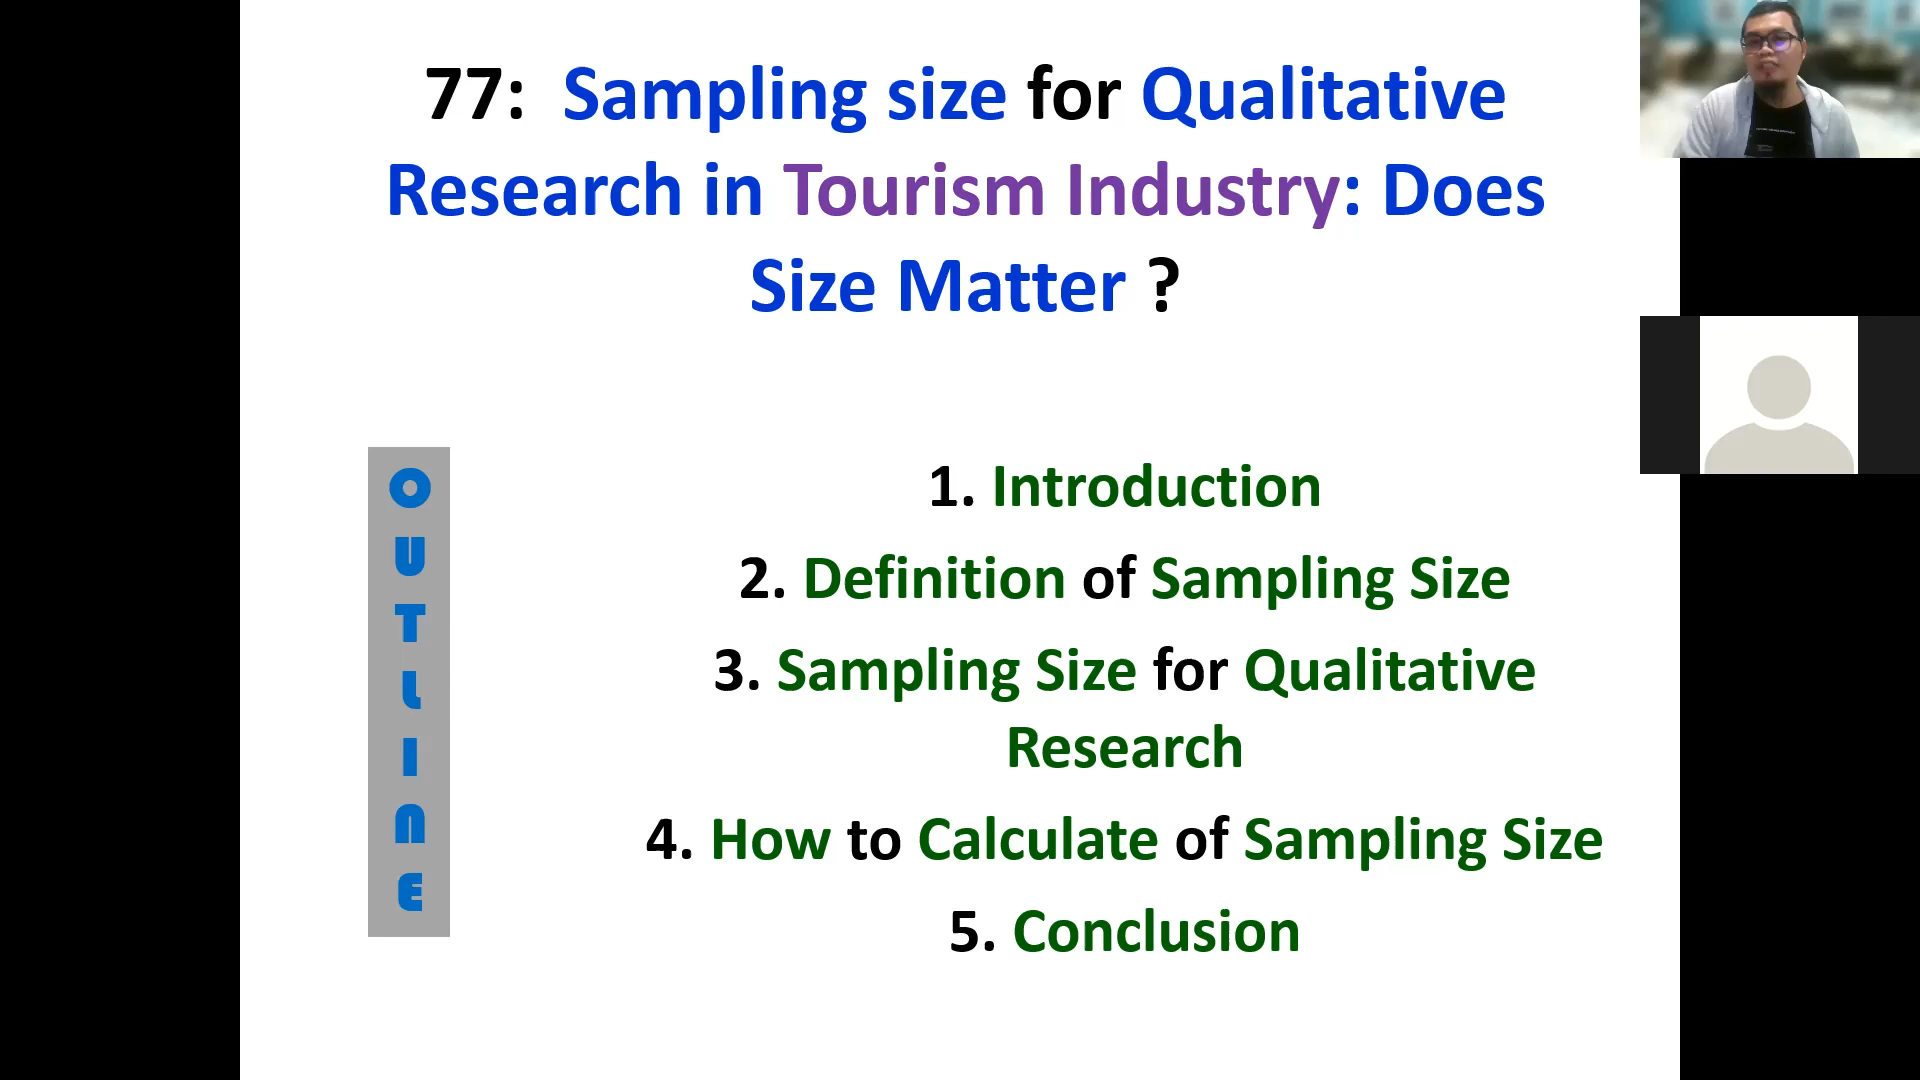 77: Sampling size for Qualitative
Research in Tourism Industry: Does
Size Matter ?
OUTLINE
1. Introduction
2. Definition of Sampling Size
3. Sampling Size for Qualitative
Research
4. How to Calculate of Sampling Size
5. Conclusion